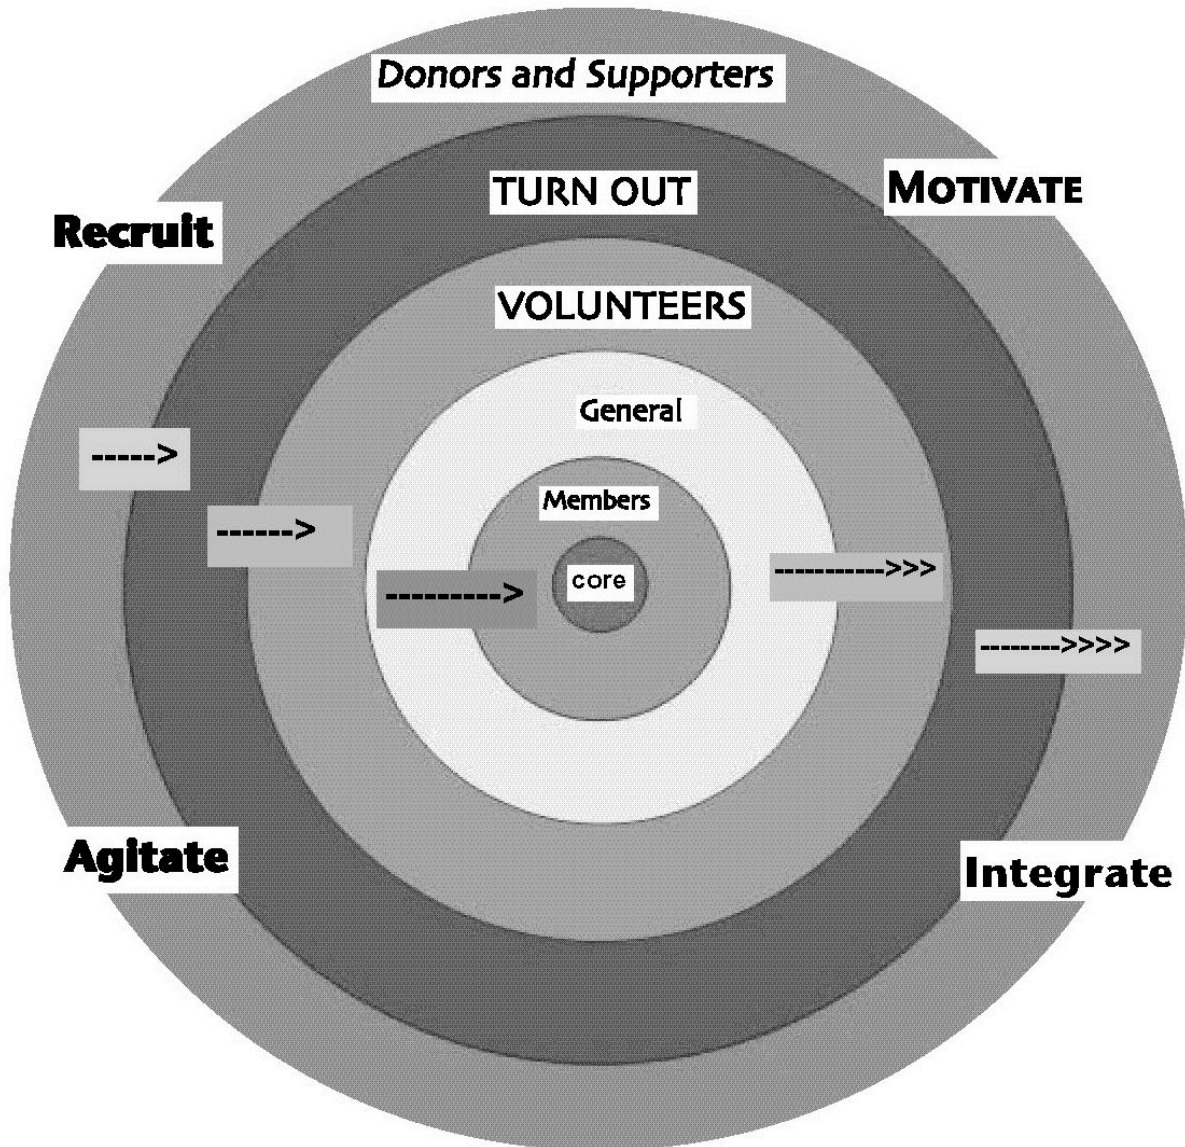 Donors and Supporters
TURN OUT
MOTIVATE
Recruit
VOLUNTEERS
General
----->
Members
------>
core
--------->
----------->>>
-------->>>>
Agitate
Integrate